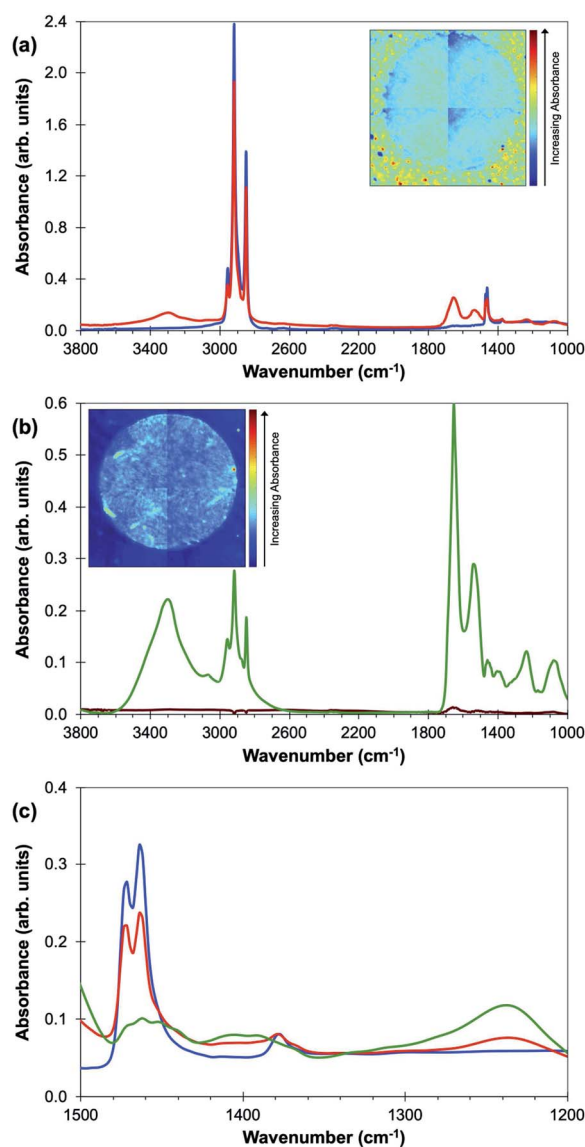 (a)
Absorbance (arb. units)
2.4
2.0
1.6
1.2
0.8
0.4
0.0
3800 3400 3000 2600 2200 1800 1400 1000
Wavenumber (cm-1)
Increasing Absorbance
(b)
Absorbance (arb. units)
0.6
0.5
0.4
0.3
0.2
0.1
0.0
3800 3400 3000 2600 2200 1800 1400 1000
Wavenumber (cm-1)
Increasing Absorbance
(c)
Absorbance (arb. units)
0.4
0.3
0.2
0.1
0.0
1500 1400 1300 1200
Wavenumber (cm-1)